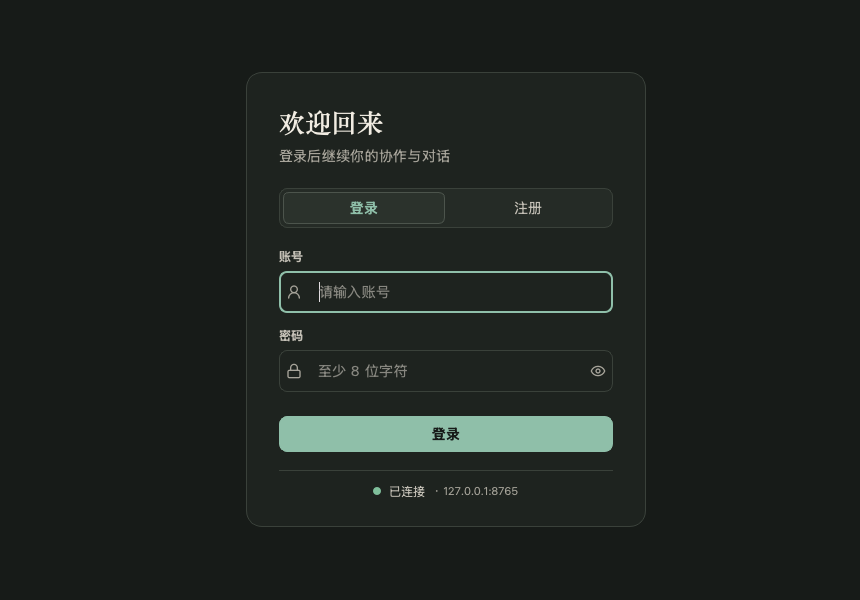 欢迎回来
登录后继续你的协作与对话
登录 注册
账号
请输入账号
密码
至少 8 位字符
登录
已连接 · 127.0.0.1:8765